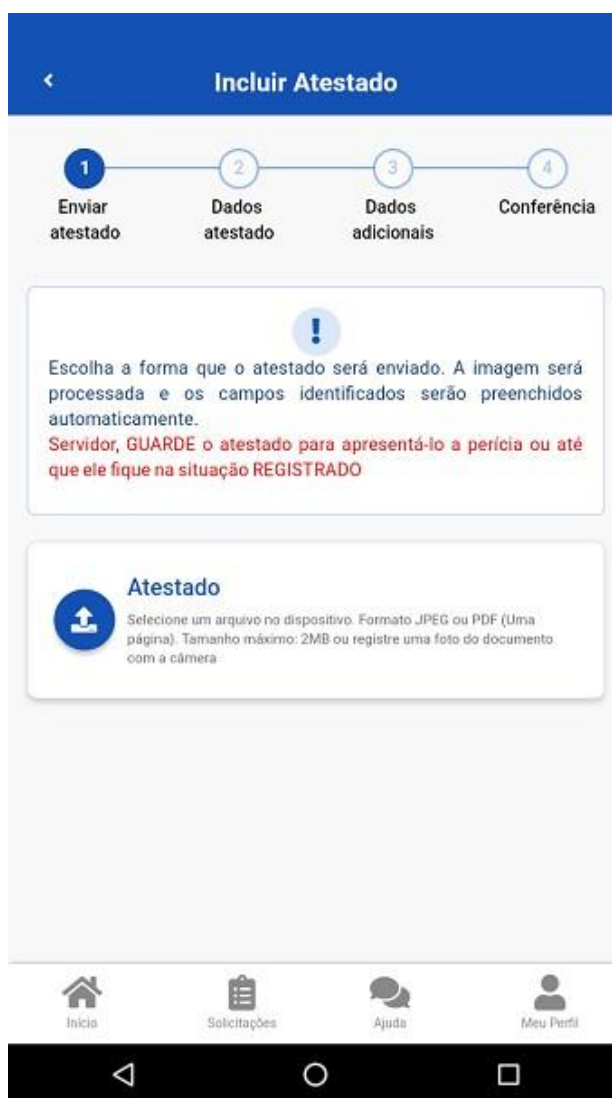 Incluir Atestado
1 2 3 4
Enviar atestado
Dados atestado
Dados adicionais
Conferência
!
Escolha a forma que o atestado será enviado. A imagem será
processada e os campos identificados serão preenchidos
automaticamente.
Servidor, GUARDE o atestado para apresentá-lo a perícia ou até
que ele fique na situação REGISTRADO
Atestado
Selecione um arquivo no dispositivo. Formato JPEG ou PDF (Uma
página). Tamanho máximo: 2MB ou registre uma foto do documento
com a câmera
Início Solicitações Ajuda Meu Perfil